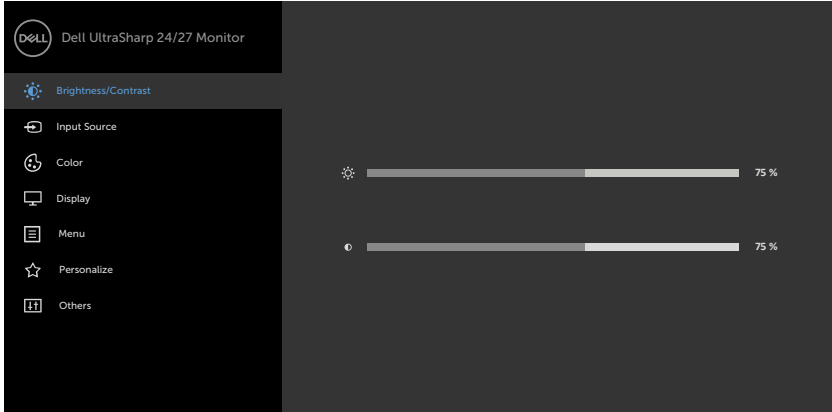 DELL
Dell UltraSharp 24/27 Monitor
Brightness/Contrast
Input Source
Color
Display
Menu
Personalize
Others
75 %
75 %